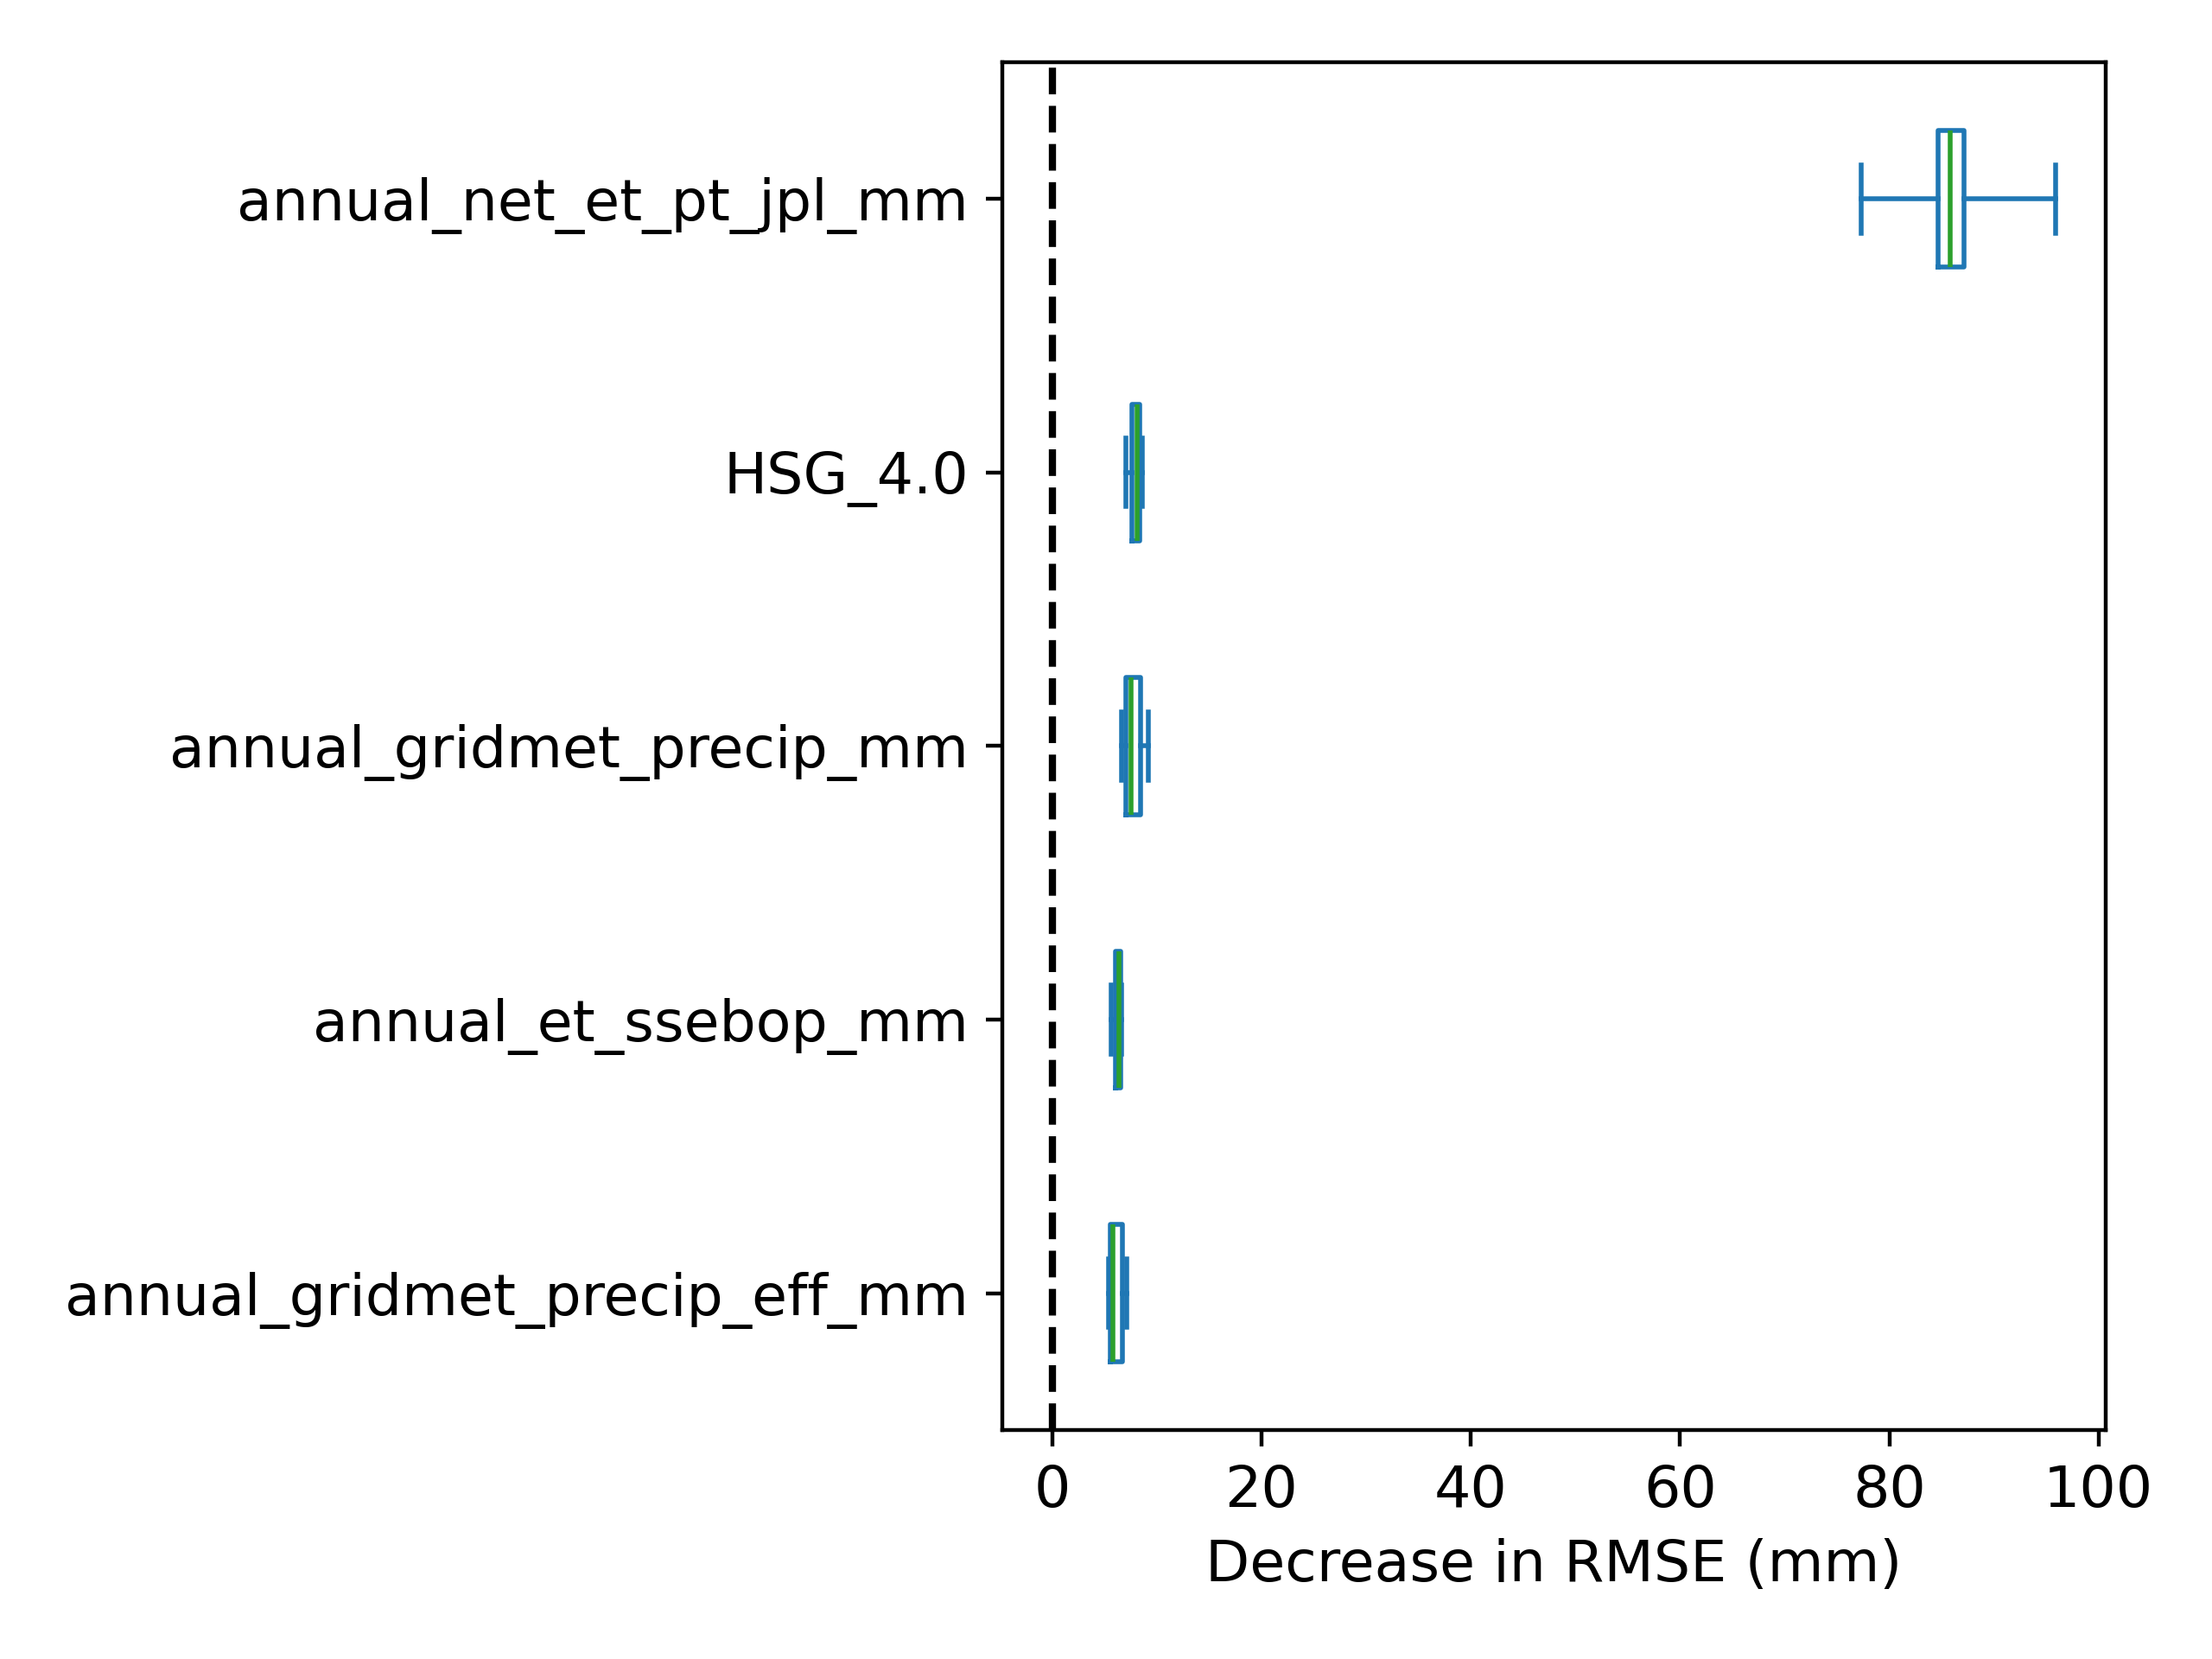 annual_net_et_pt_jpl_mm
HSG_4.0
annual_gridmet_precip_mm
annual_et_ssebop_mm
annual_gridmet_precip_eff_mm
0 20 40 60 80 100
Decrease in RMSE (mm)